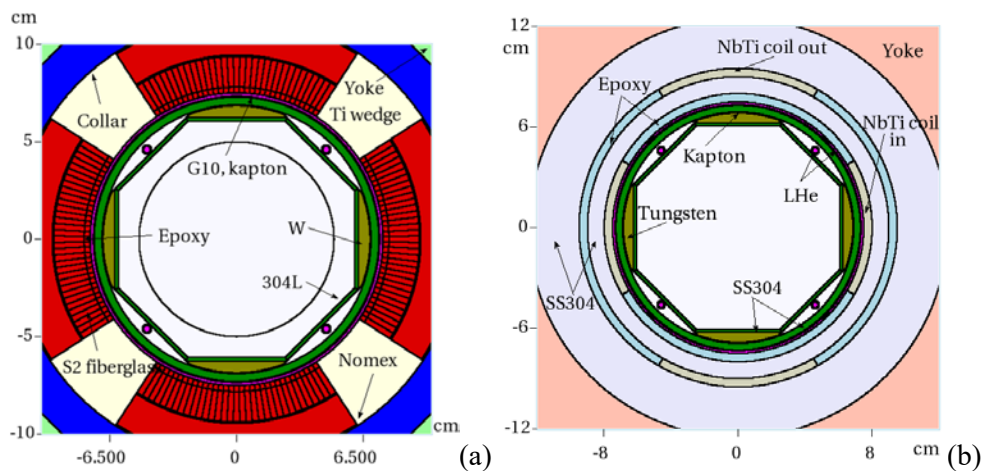 cm
10
5
0
-5
-10
Collar
Yoke
Ti wedge
G10, kapton
Epoxy
W
304L
S2 fiberglas
Nomex
cm
-6.500
0
6.500
(a)
12
cm
6
0
-6
-12
NbTi coil out
Yoke
Epoxy
NbTi coil
in
Kapton
LHe
Tungsten
SS304
SS304
-8
0
8
cm
(b)